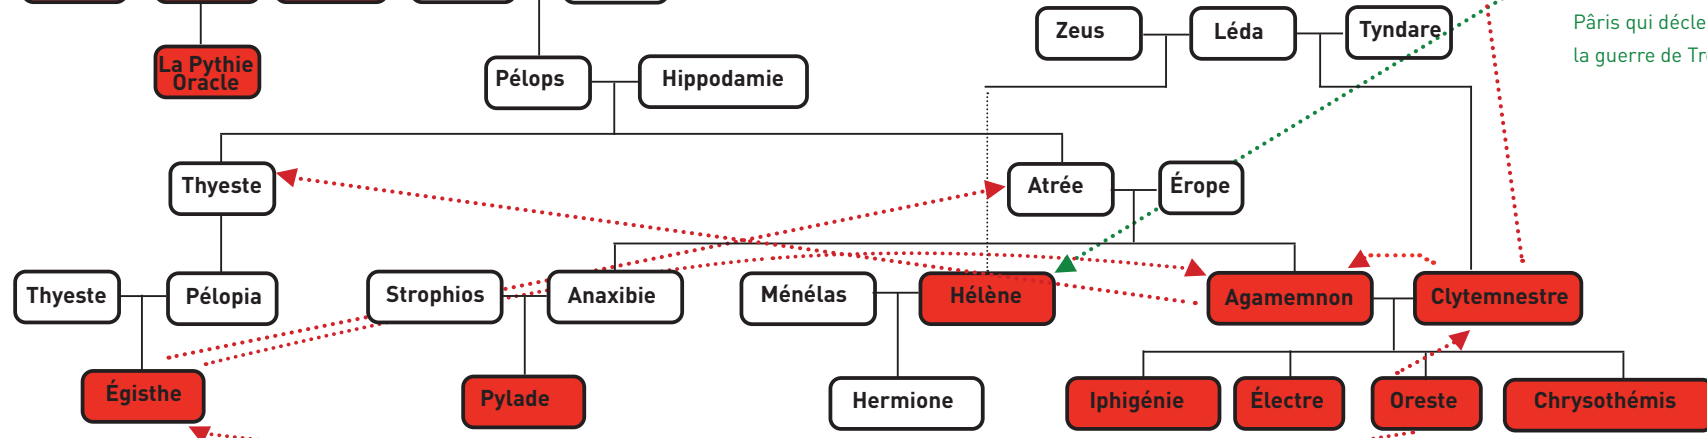 Zeus
Léda
Tyndare
Pâris qui décle
la guerre de Tr
La Pythie
Oracle
Pélops
Hippodamie
Thyeste
Atrée
Érope
Thyeste
Pélopia
Strophios
Anaxibie
Ménélas
Hélène
Agamemnon
Clytemnestre
Égisthe
Pylade
Hermione
Iphigénie
Électre
Oreste
Chrysothémis